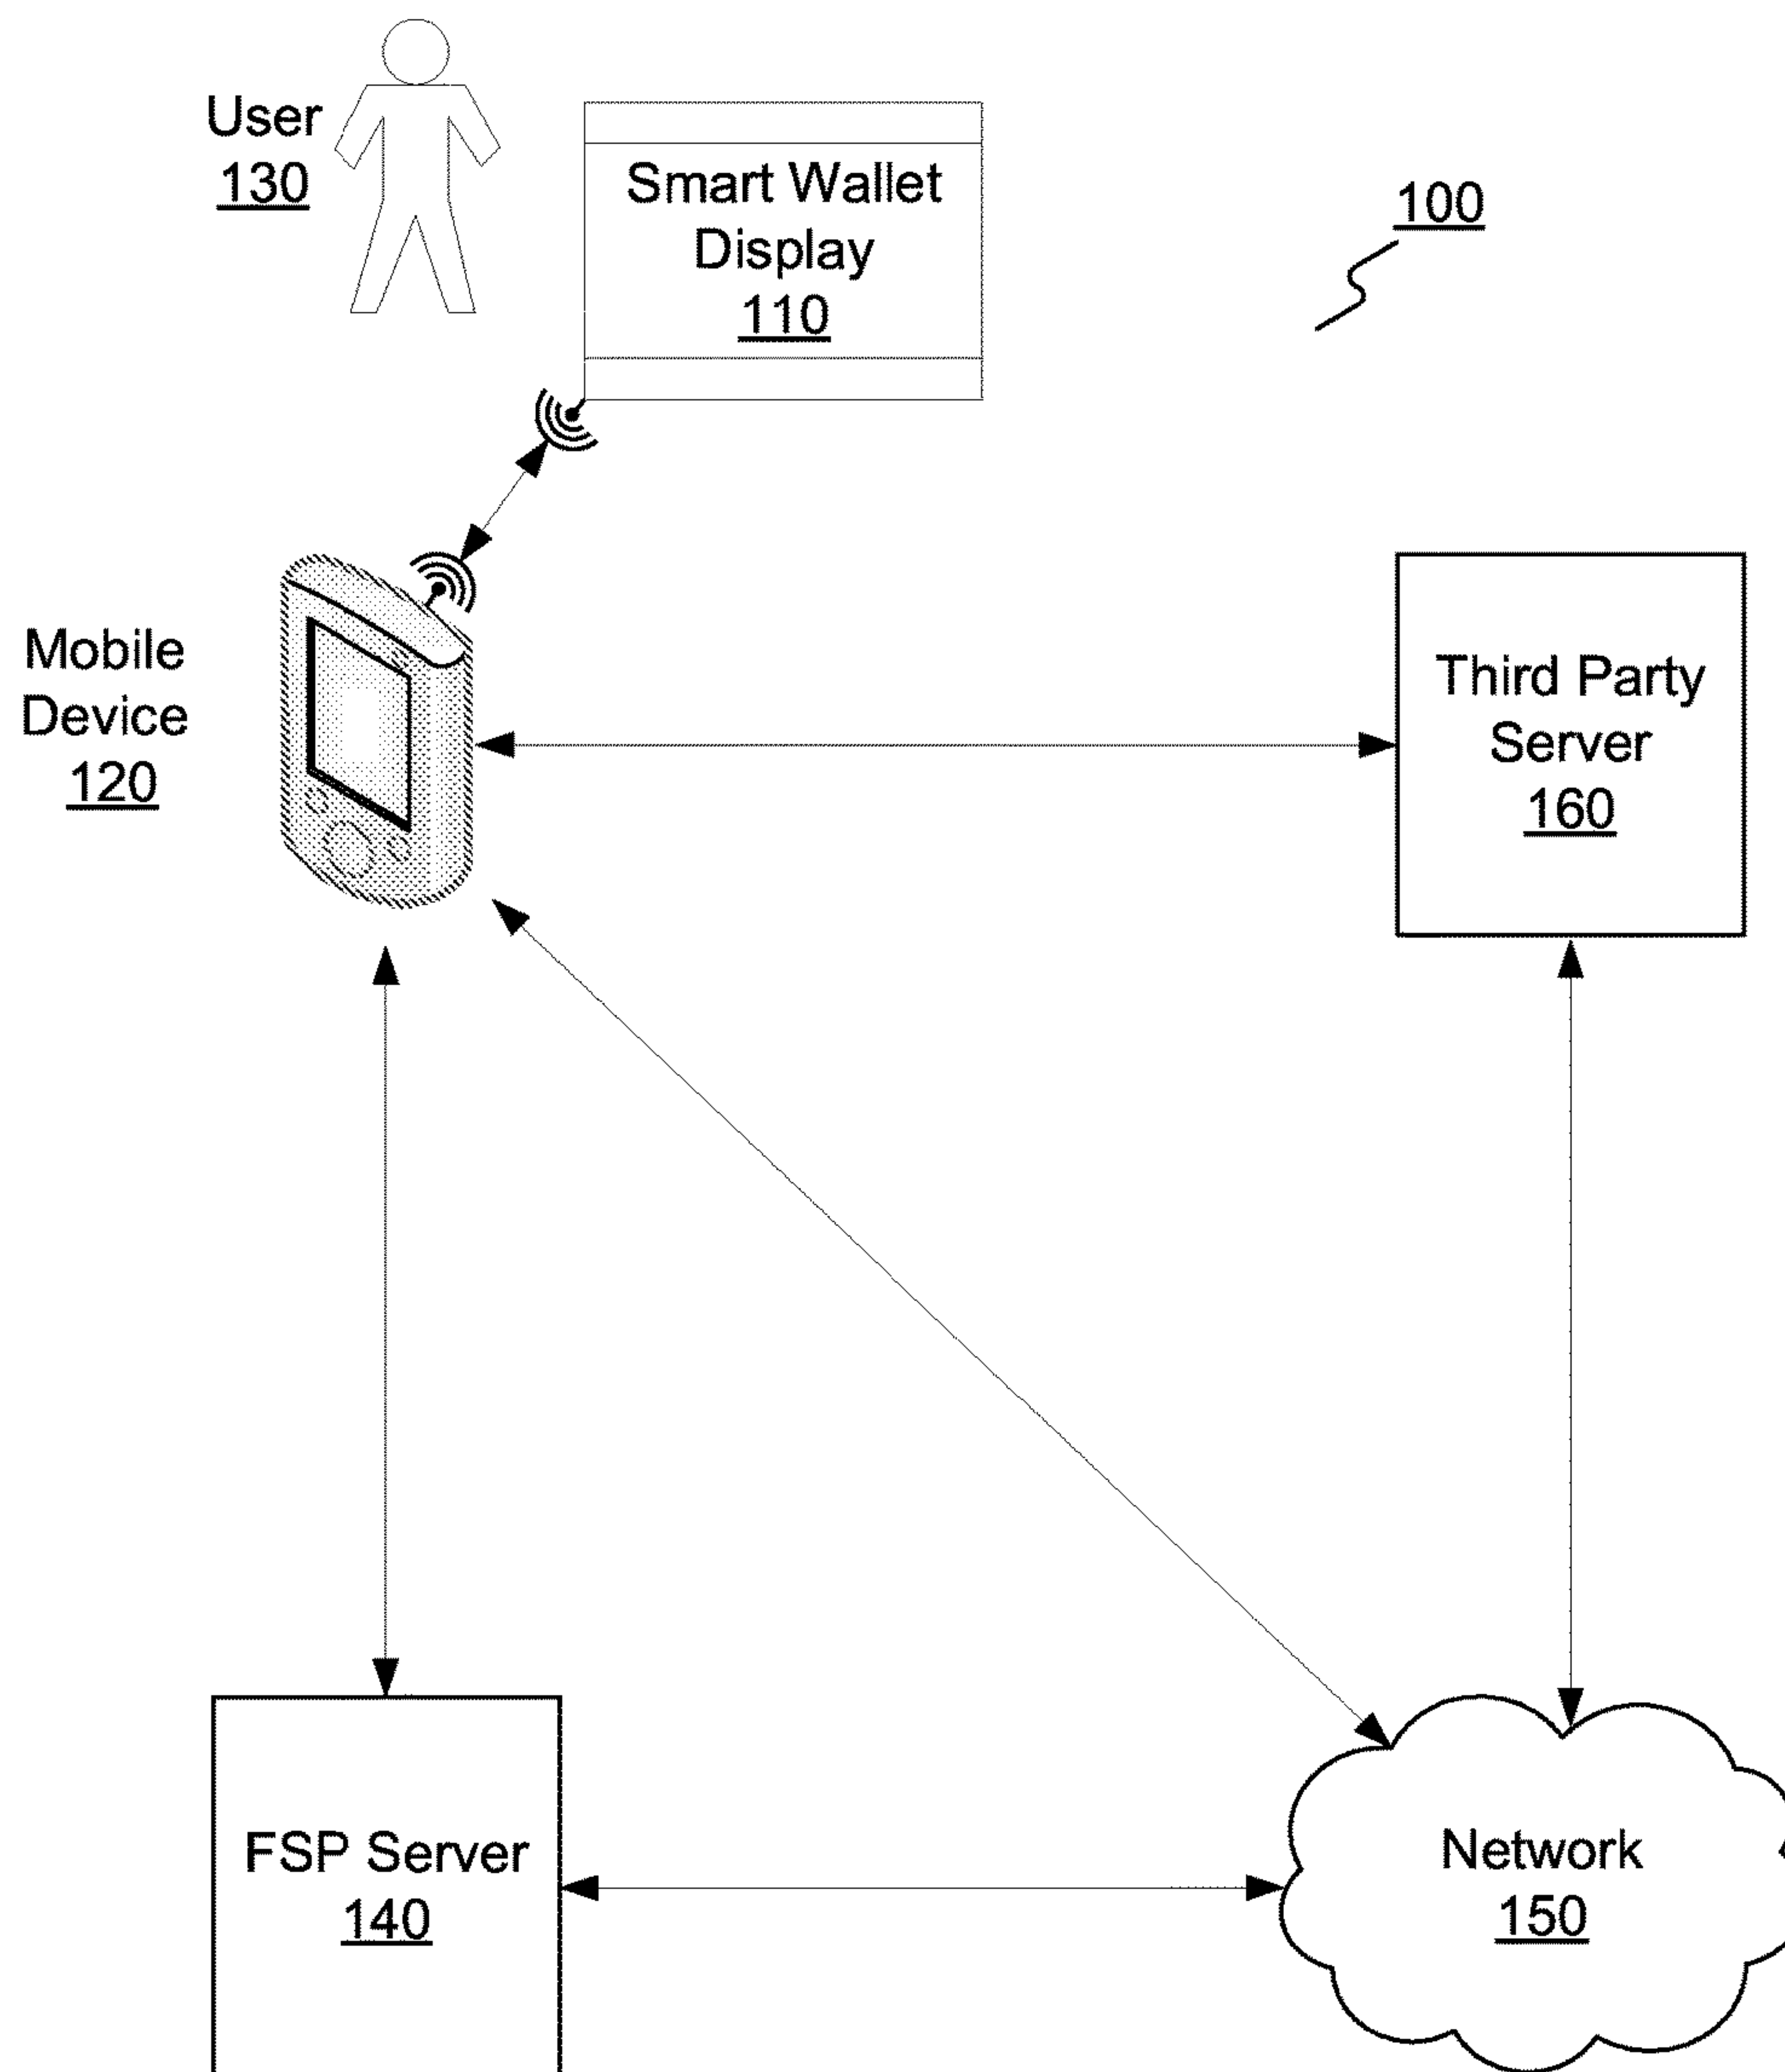 User
130
Smart Wallet
Display
110
100
Mobile
Device
120
Third Party
Server
160
FSP Server
140
Network
150